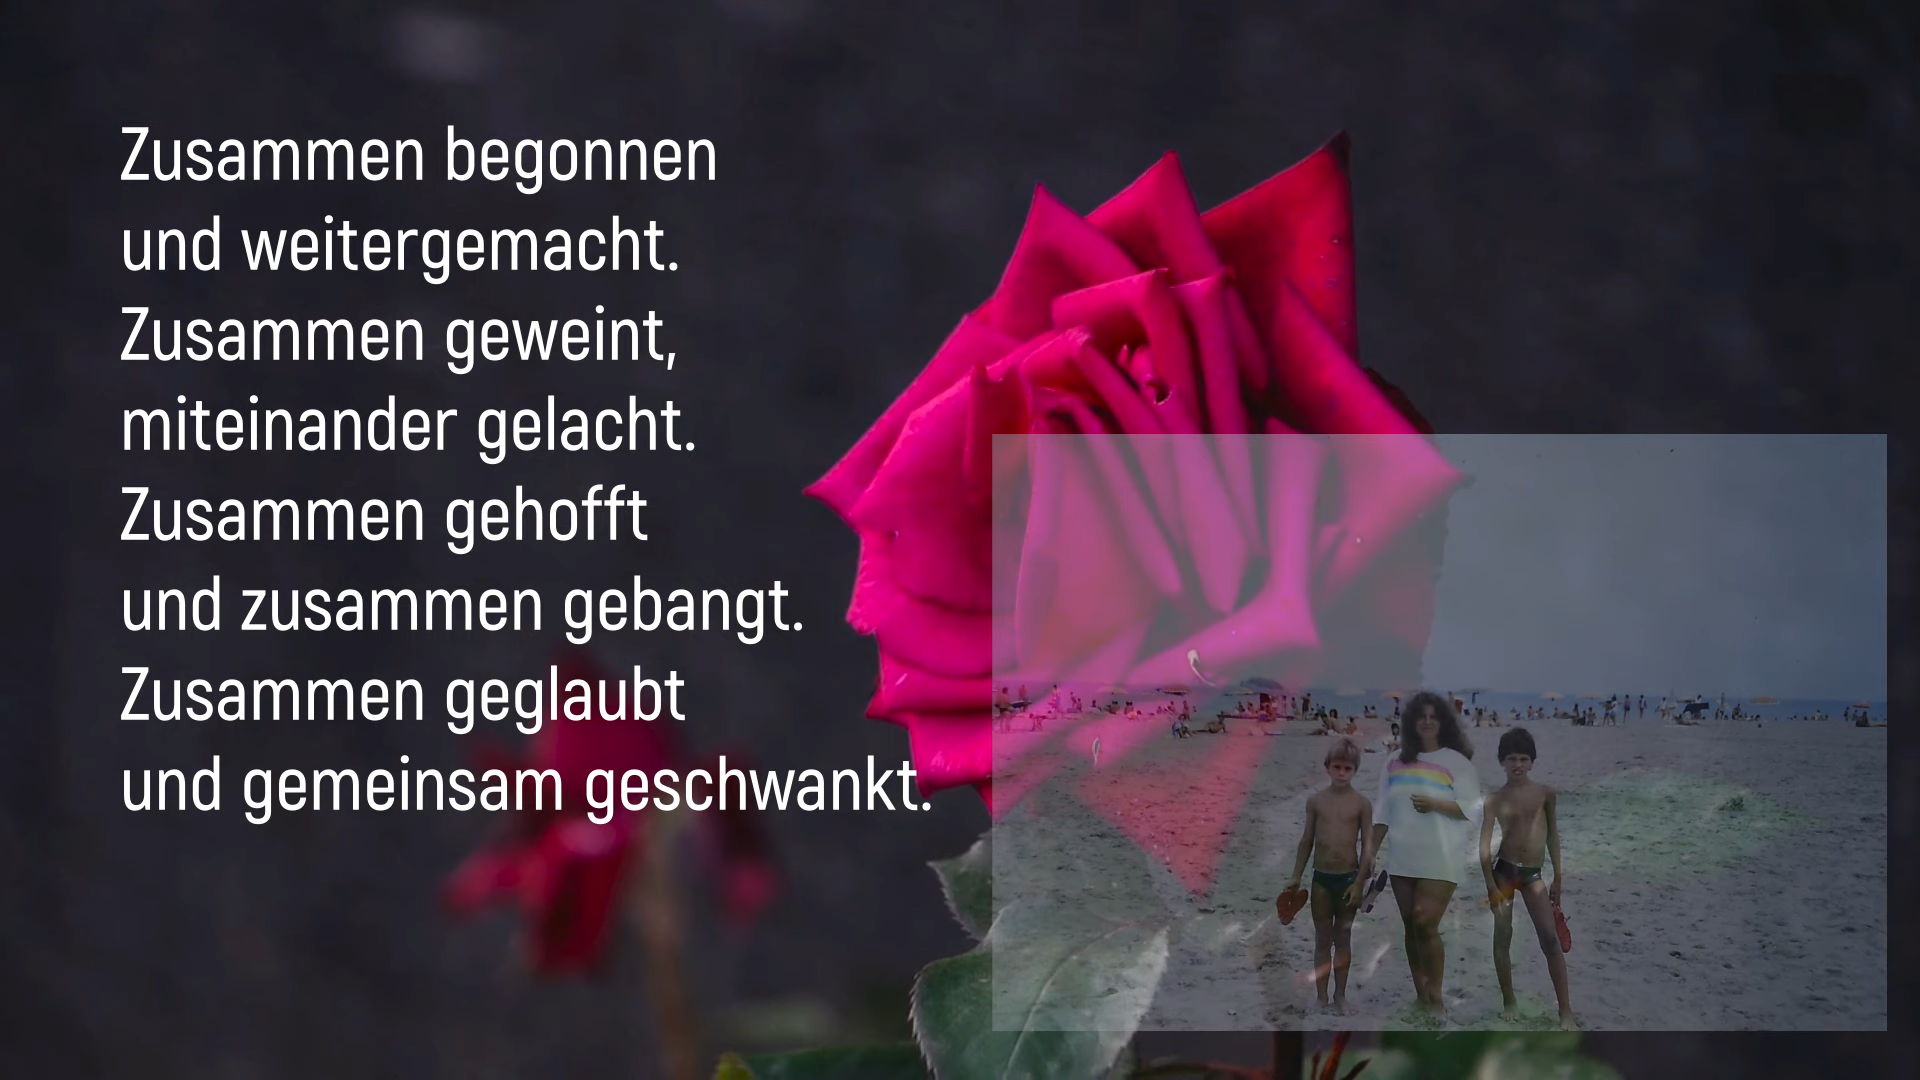 Zusammen begonnen
und weitergemacht.
Zusammen geweint,
miteinander gelacht.
Zusammen gehofft
und zusammen gebangt.
Zusammen geglaubt
und gemeinsam geschwankt.